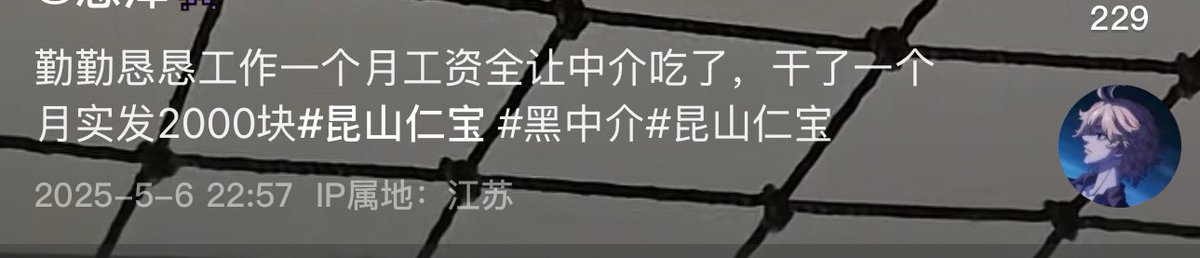 229
勤勤恳恳工作一个月工资全让中介吃了，干了一个
月实发2000块#昆山仁宝 #黑中介#昆山仁宝
2025-5-6 22:57 IP属地：江苏